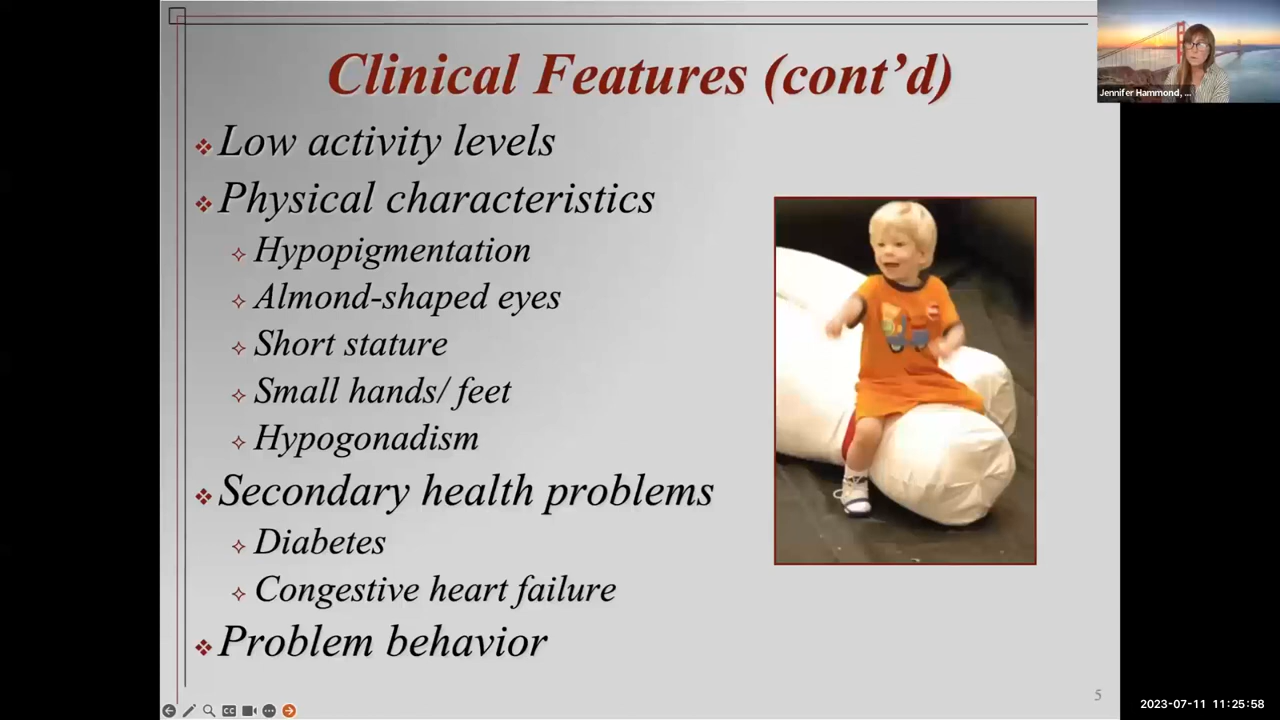 Clinical Features (cont’d)
Jennifer Hammond, ...
Low activity levels
Physical characteristics
Hypopigmentation
Almond-shaped eyes
Short stature
Small hands/ feet
Hypogonadism
Secondary health problems
Diabetes
Congestive heart failure
Problem behavior
5
CC
2023-07-11 11:25:58